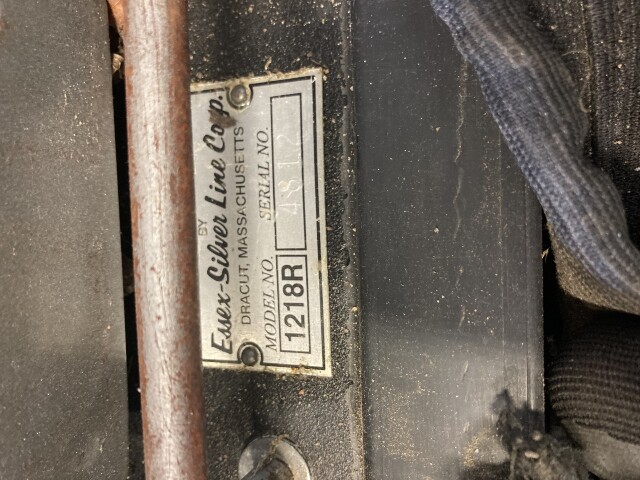 BY
Essex-Silver Line Corp.
DRACUT, MASSACHUSETTS
MODEL NO. SERIAL NO.
1218R